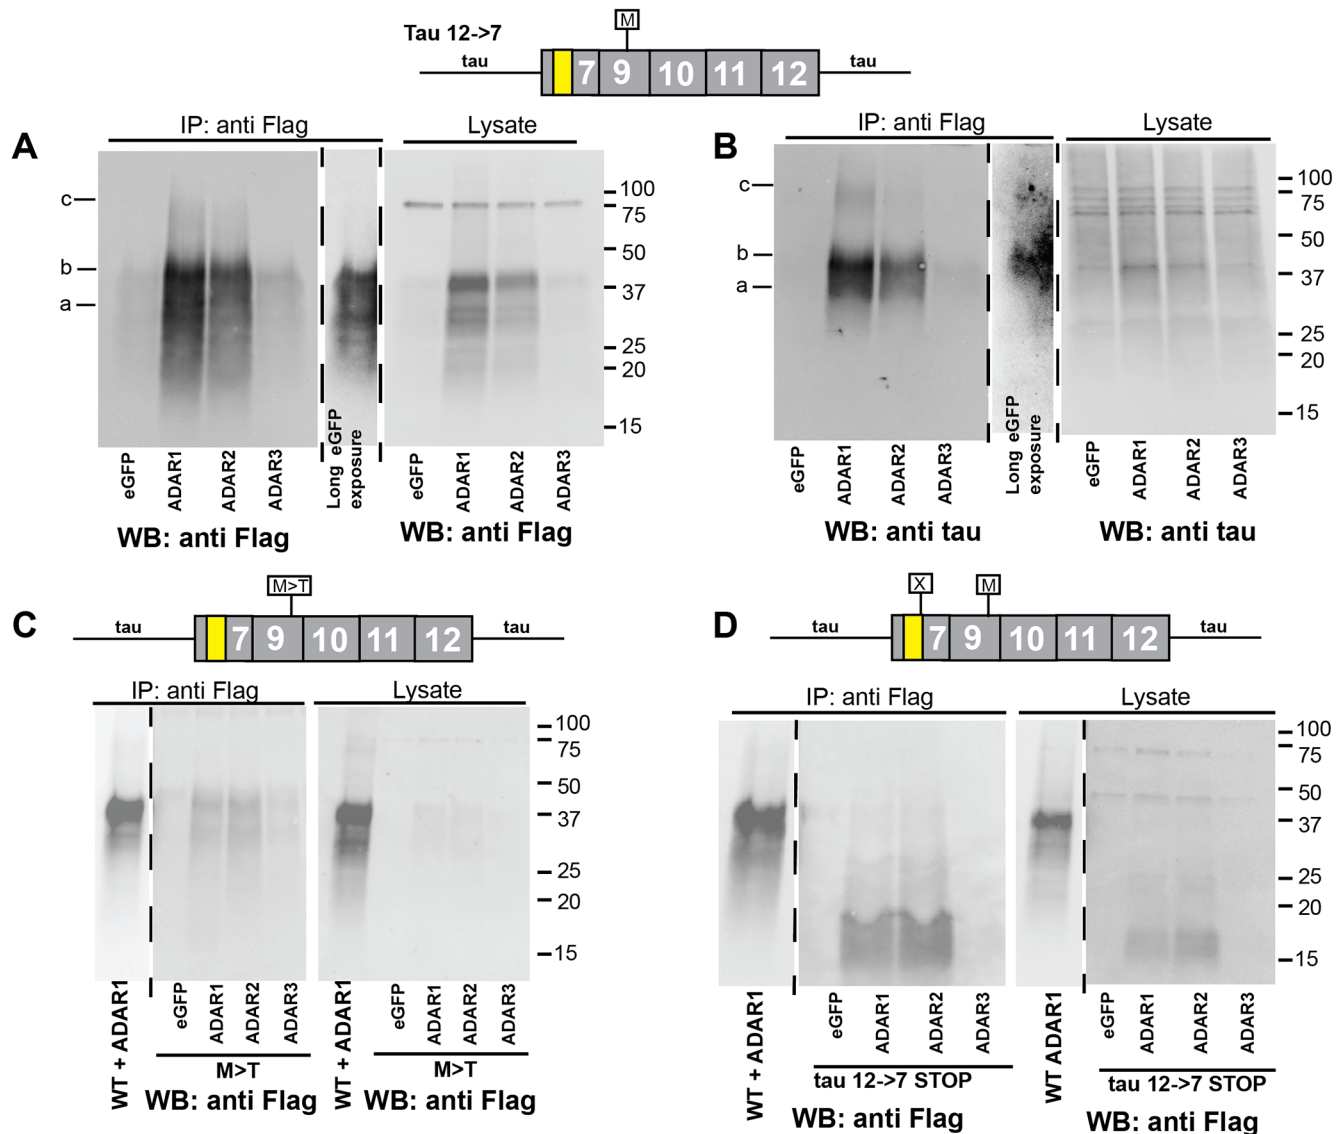 Tau 12->7
M
tau
7 9 10 11 12
tau
A
IP: anti Flag
Lysate
c
b
a
100
75
50
37
25
20
15
eGFP
ADAR1
ADAR2
ADAR3
Long eGFP
exposure
eGFP
ADAR1
ADAR2
ADAR3
WB: anti Flag
WB: anti Flag
B
IP: anti Flag
Lysate
c
b
a
100
75
50
37
25
20
15
eGFP
ADAR1
ADAR2
ADAR3
Long eGFP
exposure
eGFP
ADAR1
ADAR2
ADAR3
WB: anti tau
WB: anti tau
C
M>T
tau
7 9 10 11 12
tau
IP: anti Flag
Lysate
100
75
50
37
25
20
15
WT + ADAR1
eGFP
ADAR1
ADAR2
ADAR3
WT + ADAR1
eGFP
ADAR1
ADAR2
ADAR3
M>T
M>T
WB: anti Flag
WB: anti Flag
D
X
M
tau
7 9 10 11 12
tau
IP: anti Flag
Lysate
100
75
50
37
25
20
15
WT + ADAR1
eGFP
ADAR1
ADAR2
ADAR3
WT ADAR1
eGFP
ADAR1
ADAR2
ADAR3
tau 12->7 STOP
tau 12->7 STOP
WB: anti Flag
WB: anti Flag